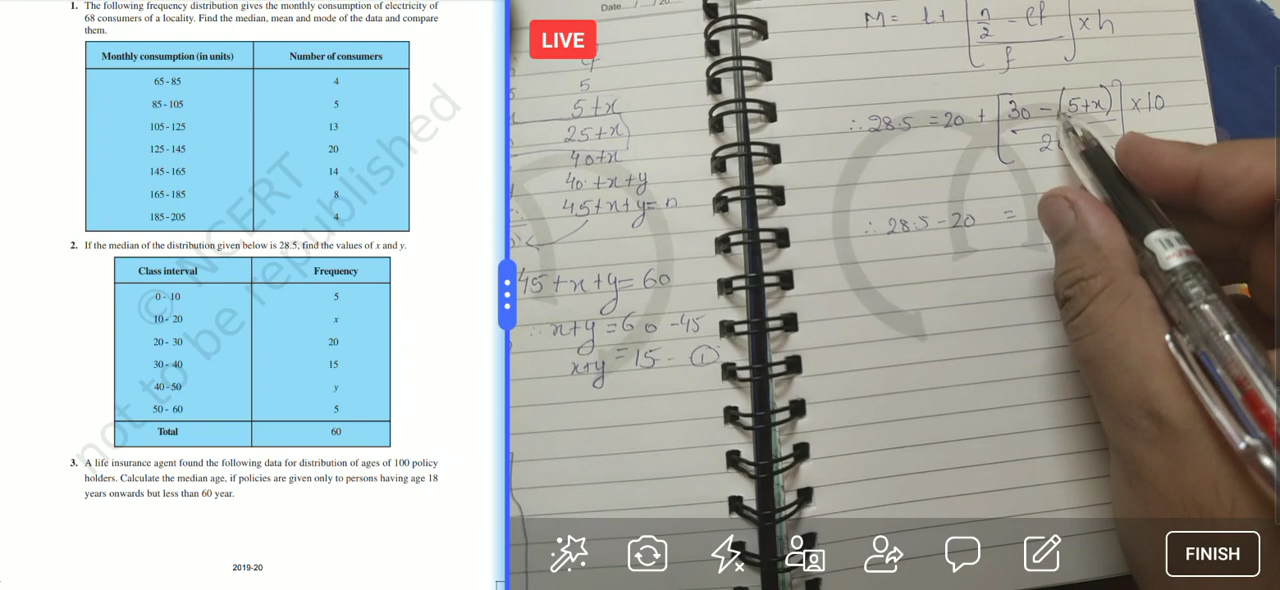 1. The following frequency distribution gives the monthly consumption of electricity of
68 consumers of a locality. Find the median, mean and mode of the data and compare
them.
Monthly consumption (in units) Number of consumers
65 - 85 4
85 - 105 5
105 - 125 13
125 - 145 20
145 - 165 14
165 - 185 8
185 - 205 4
2. If the median of the distribution given below is 28.5, find the values of x and y.
Class interval Frequency
0 - 10 5
10 - 20 x
20 - 30 20
30 - 40 15
40 - 50 y
50 - 60 5
Total 60
3. A life insurance agent found the following data for distribution of ages of 100 policy
holders. Calculate the median age, if policies are given only to persons having age 18
years onwards but less than 60 year.
2019-20
© NCERT
not to be republished
LIVE
Date
5
5+x
25+x
40+x
40+x+y
45+x+y=n
45+x+y=60
∴ x+y=60-45
x+y=15-①
M = l + [n/2 - cf / f] × h
∴ 28.5 = 20 + [30-(5+x) / 2] × 10
∴ 28.5-20 =
FINISH